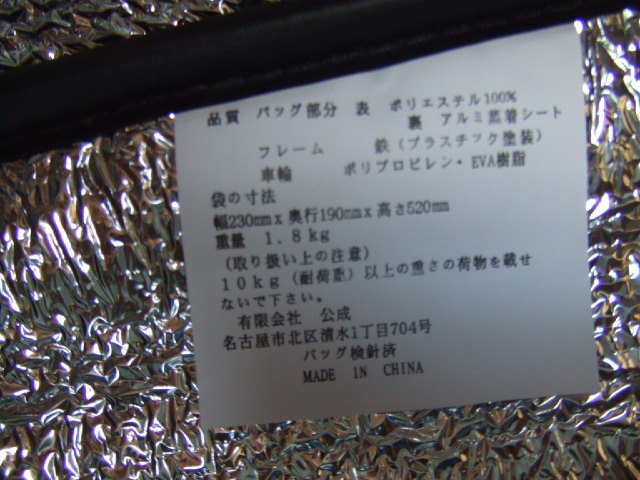 品質 バッグ部分 表 ポリエステル100%
裏 アルミ蒸着シート
フレーム 鉄(プラスチック塗装)
車輪 ポリプロピレン・EVA樹脂
袋の寸法
幅230mmx奥行190mmx高さ520mm
重量 1.8kg
(取り扱い上の注意)
10kg(耐荷重)以上の重さの荷物を載せ
ないで下さい。
有限会社 公成
名古屋市北区清水1丁目704号
バッグ検針済
MADE IN CHINA